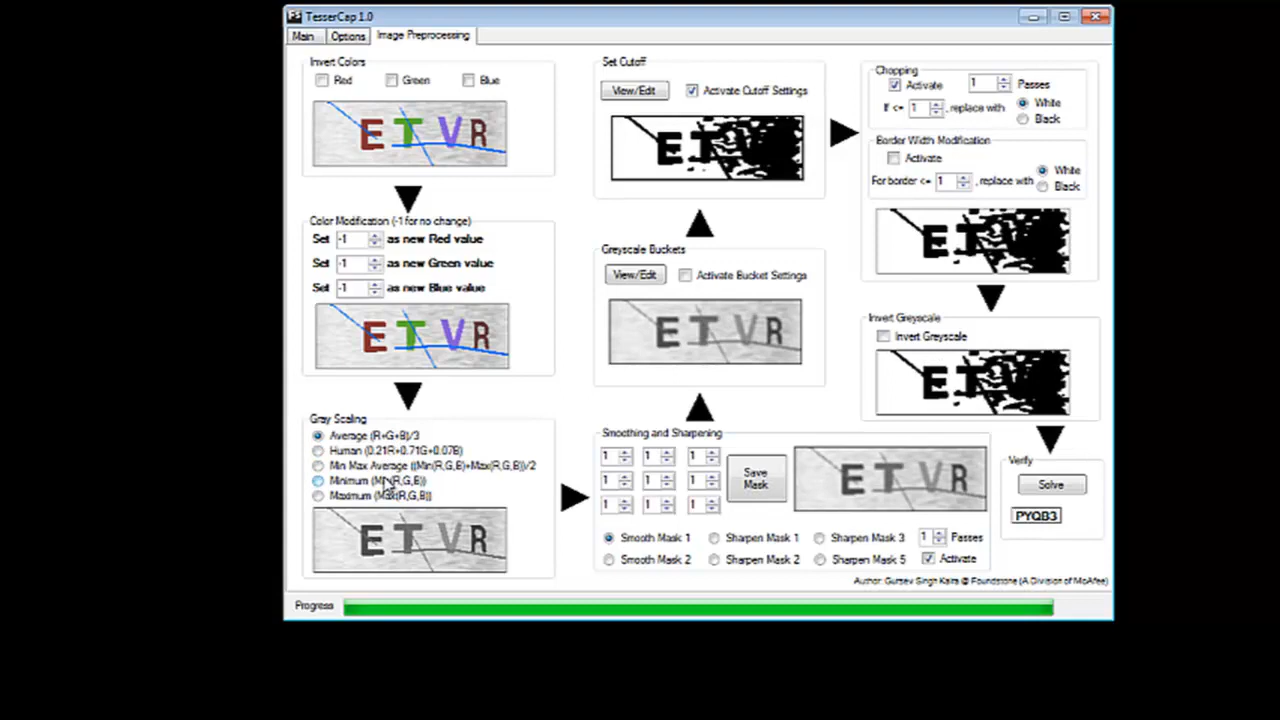 TesserCap 1.0
Main Options Image Preprocessing
Invert Colors
Red Green Blue
E T V R
Color Modification (-1 for no change)
Set -1 as new Red value
Set -1 as new Green value
Set -1 as new Blue value
E T V R
Gray Scaling
Average (R+G+B)/3
Human (0.21R+0.71G+0.07B)
Min Max Average ((Min(R,G,B)+Max(R,G,B))/2
Minimum (Min(R,G,B))
Maximum (Max(R,G,B))
E T V R
Smoothing and Sharpening
1 1 1
1 1 1
1 1 1
Save
Mask
E T V R
Smooth Mask 1 Sharpen Mask 1 Sharpen Mask 3 1 Passes
Smooth Mask 2 Sharpen Mask 2 Sharpen Mask 5 Activate
Greyscale Buckets
View/Edit Activate Bucket Settings
E T V R
Set Cutoff
View/Edit Activate Cutoff Settings
E T V
Chopping
Activate 1 Passes
If <= 1 , replace with White
Black
Border Width Modification
Activate
For border <= 1 , replace with White
Black
E T V
Invert Greyscale
Invert Greyscale
E T V
Verify
Solve
PYQB3
Author: Gursev Singh Kalra @ Foundstone (A Division of McAfee)
Progress